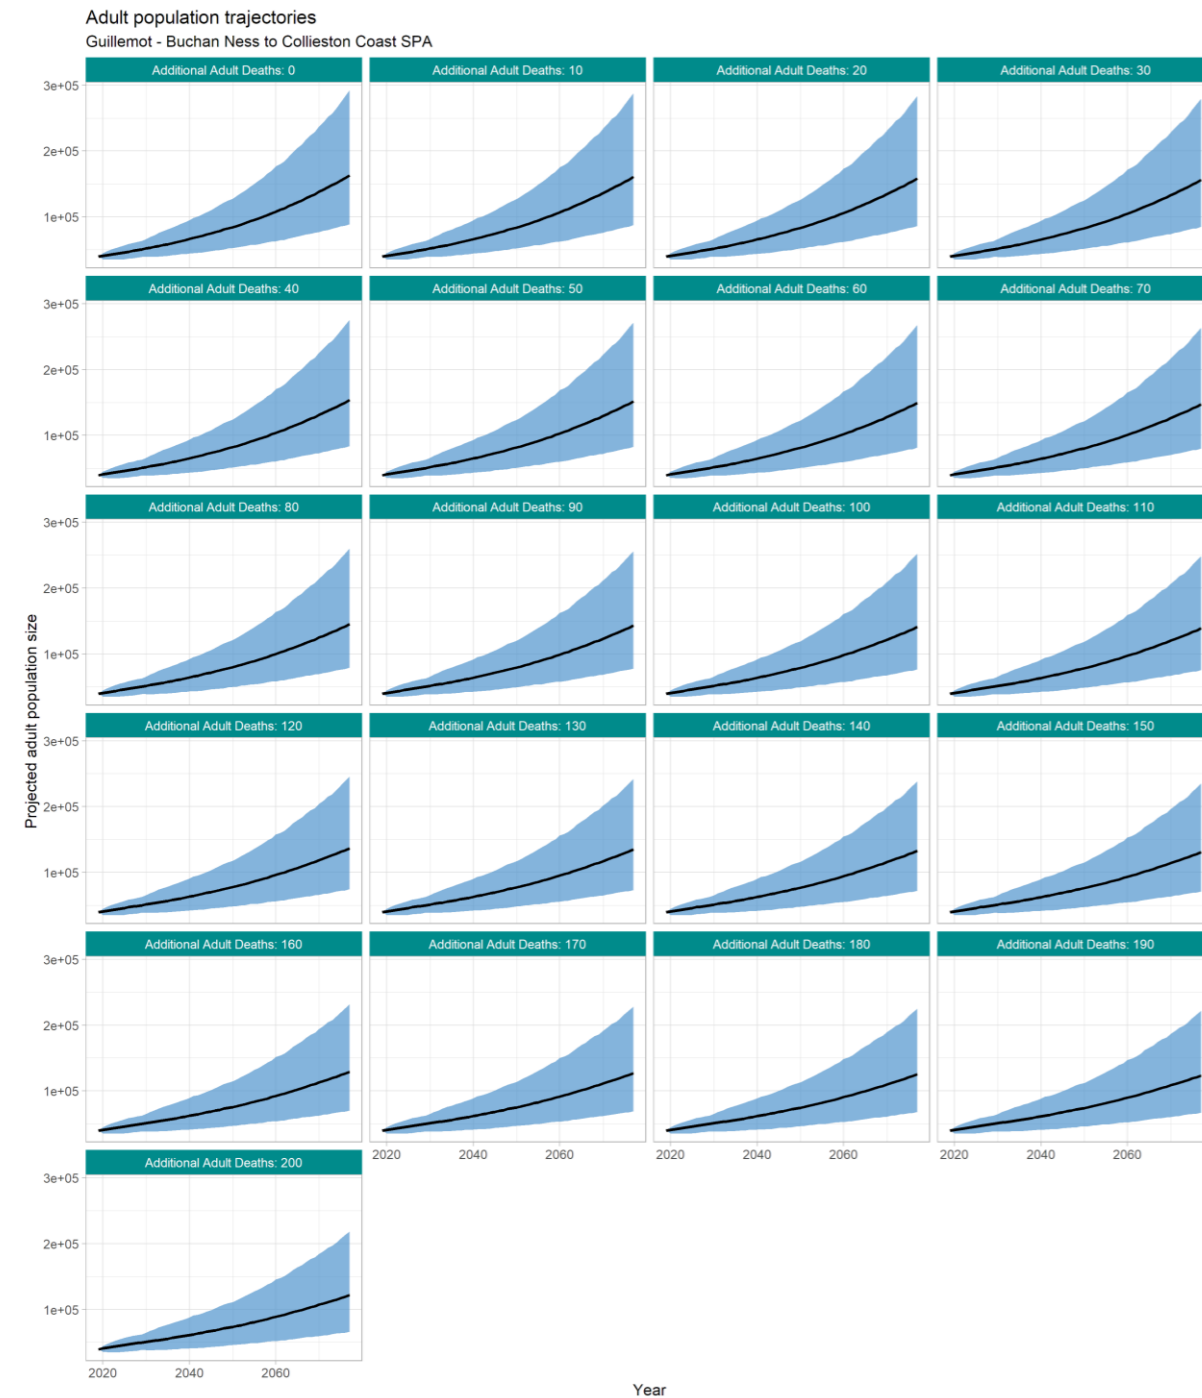 Adult population trajectories
Guillemot - Buchan Ness to Collieston Coast SPA
Additional Adult Deaths: 0
Additional Adult Deaths: 10
Additional Adult Deaths: 20
Additional Adult Deaths: 30
3e+05
2e+05
1e+05
Additional Adult Deaths: 40
Additional Adult Deaths: 50
Additional Adult Deaths: 60
Additional Adult Deaths: 70
3e+05
2e+05
1e+05
Additional Adult Deaths: 80
Additional Adult Deaths: 90
Additional Adult Deaths: 100
Additional Adult Deaths: 110
3e+05
2e+05
1e+05
Projected adult population size
Additional Adult Deaths: 120
Additional Adult Deaths: 130
Additional Adult Deaths: 140
Additional Adult Deaths: 150
3e+05
2e+05
1e+05
Additional Adult Deaths: 160
Additional Adult Deaths: 170
Additional Adult Deaths: 180
Additional Adult Deaths: 190
3e+05
2e+05
1e+05
2020 2040 2060
2020 2040 2060
2020 2040 2060
Additional Adult Deaths: 200
3e+05
2e+05
1e+05
2020 2040 2060
Year